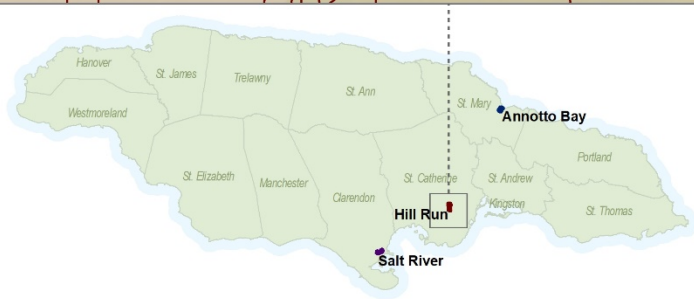 Hanover
St. James
Trelawny
St. Ann
St. Mary
Annotto Bay
Westmoreland
Portland
St. Elizabeth
Manchester
St. Catherine
St. Andrew
Clarendon
Kingston
Hill Run
St. Thomas
Salt River